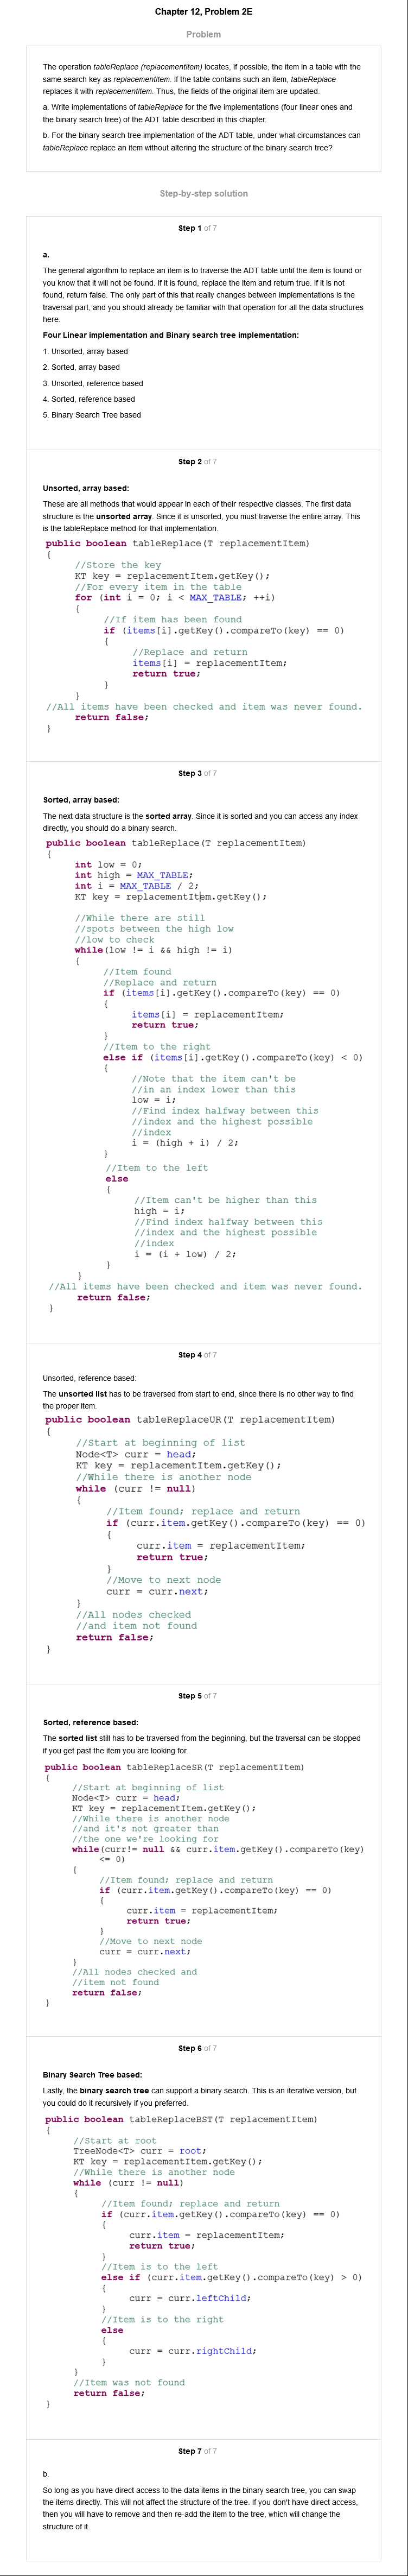 Chapter 12, Problem 2E
Problem
The operation tableReplace (replacementItem) locates, if possible, the item in a table with the
same search key as replacementItem. If the table contains such an item, tableReplace
replaces it with replacementItem. Thus, the fields of the original item are updated.
a. Write implementations of tableReplace for the five implementations (four linear ones and
the binary search tree) of the ADT table described in this chapter.
b. For the binary search tree implementation of the ADT table, under what circumstances can
tableReplace replace an item without altering the structure of the binary search tree?
Step-by-step solution
Step 1 of 7
a.
The general algorithm to replace an item is to traverse the ADT table until the item is found or
you know that it will not be found. If it is found, replace the item and return true. If it is not
found, return false. The only part of this that really changes between implementations is the
traversal part, and you should already be familiar with that operation for all the data structures
here.
Four Linear implementation and Binary search tree implementation:
1. Unsorted, array based
2. Sorted, array based
3. Unsorted, reference based
4. Sorted, reference based
5. Binary Search Tree based
Step 2 of 7
Unsorted, array based:
These are all methods that would appear in each of their respective classes. The first data
structure is the unsorted array. Since it is unsorted, you must traverse the entire array. This
is the tableReplace method for that implementation.
public boolean tableReplace(T replacementItem)
{
//Store the key
KT key = replacementItem.getKey();
//For every item in the table
for (int i = 0; i < MAX_TABLE; ++i)
{
//If item has been found
if (items[i].getKey().compareTo(key) == 0)
{
//Replace and return
items[i] = replacementItem;
return true;
}
}
//All items have been checked and item was never found.
return false;
}
Step 3 of 7
Sorted, array based:
The next data structure is the sorted array. Since it is sorted and you can access any index
directly, you should do a binary search.
public boolean tableReplace(T replacementItem)
{
int low = 0;
int high = MAX_TABLE;
int i = MAX_TABLE / 2;
KT key = replacementItem.getKey();
//While there are still
//spots between the high low
//low to check
while(low != i && high != i)
{
//Item found
//Replace and return
if (items[i].getKey().compareTo(key) == 0)
{
items[i] = replacementItem;
return true;
}
//Item to the right
else if (items[i].getKey().compareTo(key) < 0)
{
//Note that the item can't be
//in an index lower than this
low = i;
//Find index halfway between this
//index and the highest possible
//index
i = (high + i) / 2;
}
//Item to the left
else
{
//Item can't be higher than this
high = i;
//Find index halfway between this
//index and the highest possible
//index
i = (i + low) / 2;
}
}
//All items have been checked and item was never found.
return false;
}
Step 4 of 7
Unsorted, reference based:
The unsorted list has to be traversed from start to end, since there is no other way to find
the proper item.
public boolean tableReplaceUR(T replacementItem)
{
//Start at beginning of list
Node<T> curr = head;
KT key = replacementItem.getKey();
//While there is another node
while (curr != null)
{
//Item found; replace and return
if (curr.item.getKey().compareTo(key) == 0)
{
curr.item = replacementItem;
return true;
}
//Move to next node
curr = curr.next;
}
//All nodes checked
//and item not found
return false;
}
Step 5 of 7
Sorted, reference based:
The sorted list still has to be traversed from the beginning, but the traversal can be stopped
if you get past the item you are looking for.
public boolean tableReplaceSR(T replacementItem)
{
//Start at beginning of list
Node<T> curr = head;
KT key = replacementItem.getKey();
//While there is another node
//and it's not greater than
//the one we're looking for
while(curr!= null && curr.item.getKey().compareTo(key)
<= 0)
{
//Item found; replace and return
if (curr.item.getKey().compareTo(key) == 0)
{
curr.item = replacementItem;
return true;
}
//Move to next node
curr = curr.next;
}
//All nodes checked and
//item not found
return false;
}
Step 6 of 7
Binary Search Tree based:
Lastly, the binary search tree can support a binary search. This is an iterative version, but
you could do it recursively if you preferred.
public boolean tableReplaceBST(T replacementItem)
{
//Start at root
TreeNode<T> curr = root;
KT key = replacementItem.getKey();
//While there is another node
while (curr != null)
{
//Item found; replace and return
if (curr.item.getKey().compareTo(key) == 0)
{
curr.item = replacementItem;
return true;
}
//Item is to the left
else if (curr.item.getKey().compareTo(key) > 0)
{
curr = curr.leftChild;
}
//Item is to the right
else
{
curr = curr.rightChild;
}
}
//Item was not found
return false;
}
Step 7 of 7
b.
So long as you have direct access to the data items in the binary search tree, you can swap
the items directly. This will not affect the structure of the tree. If you don't have direct access,
then you will have to remove and then re-add the item to the tree, which will change the
structure of it.